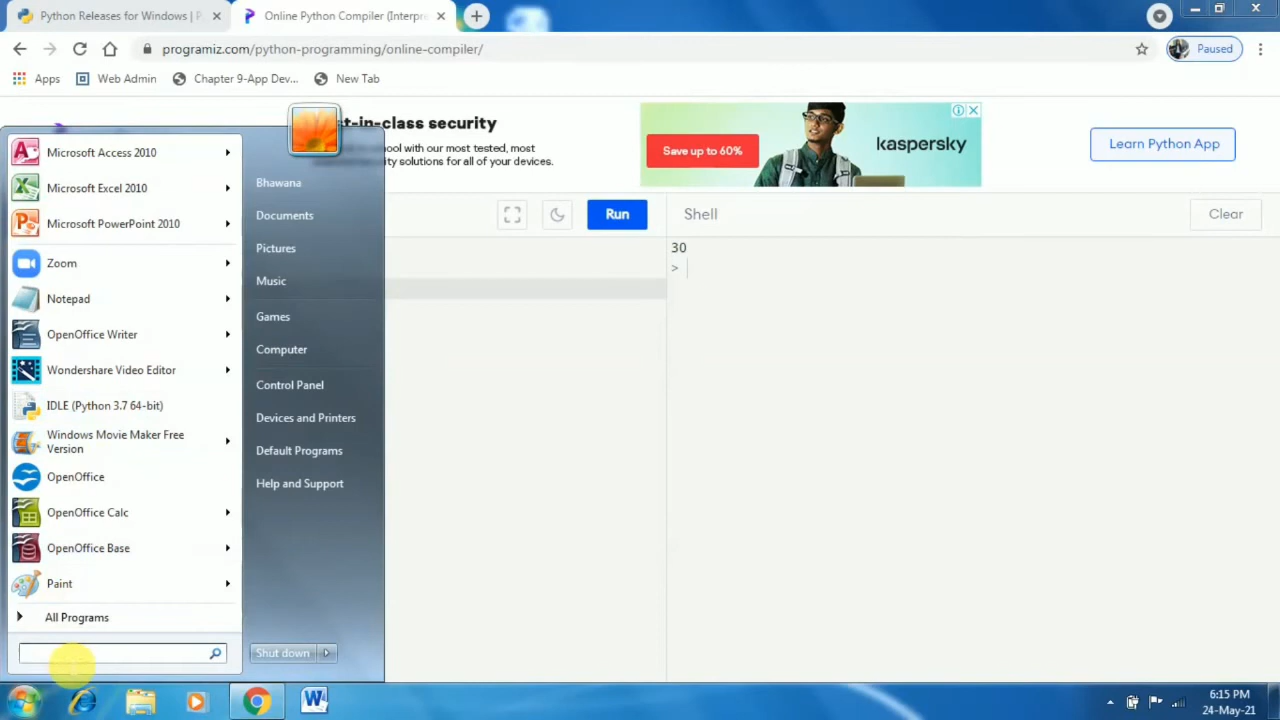 Python Releases for Windows | P
Online Python Compiler (Interpre
programiz.com/python-programming/online-compiler/
Paused
Apps
Web Admin
Chapter 9-App Dev...
New Tab
t-in-class security
ool with our most tested, most
urity solutions for all of your devices.
Save up to 60%
kaspersky
Learn Python App
Run
Shell
Clear
30
>
Microsoft Access 2010
Microsoft Excel 2010
Microsoft PowerPoint 2010
Zoom
Notepad
OpenOffice Writer
Wondershare Video Editor
IDLE (Python 3.7 64-bit)
Windows Movie Maker Free
Version
OpenOffice
OpenOffice Calc
OpenOffice Base
Paint
All Programs
Bhawana
Documents
Pictures
Music
Games
Computer
Control Panel
Devices and Printers
Default Programs
Help and Support
Shut down
6:15 PM
24-May-21